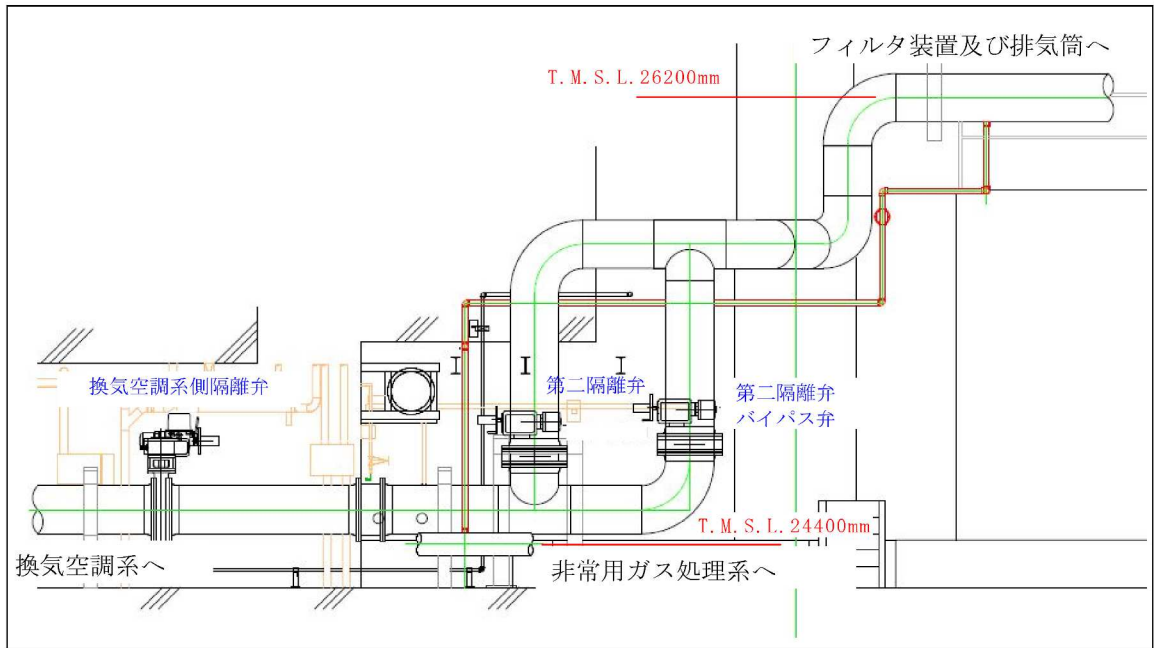 フィルタ装置及び排気筒へ
T.M.S.L.26200mm
換気空調系側隔離弁
第二隔離弁
第二隔離弁
バイパス弁
T.M.S.L.24400mm
換気空調系へ
非常用ガス処理系へ